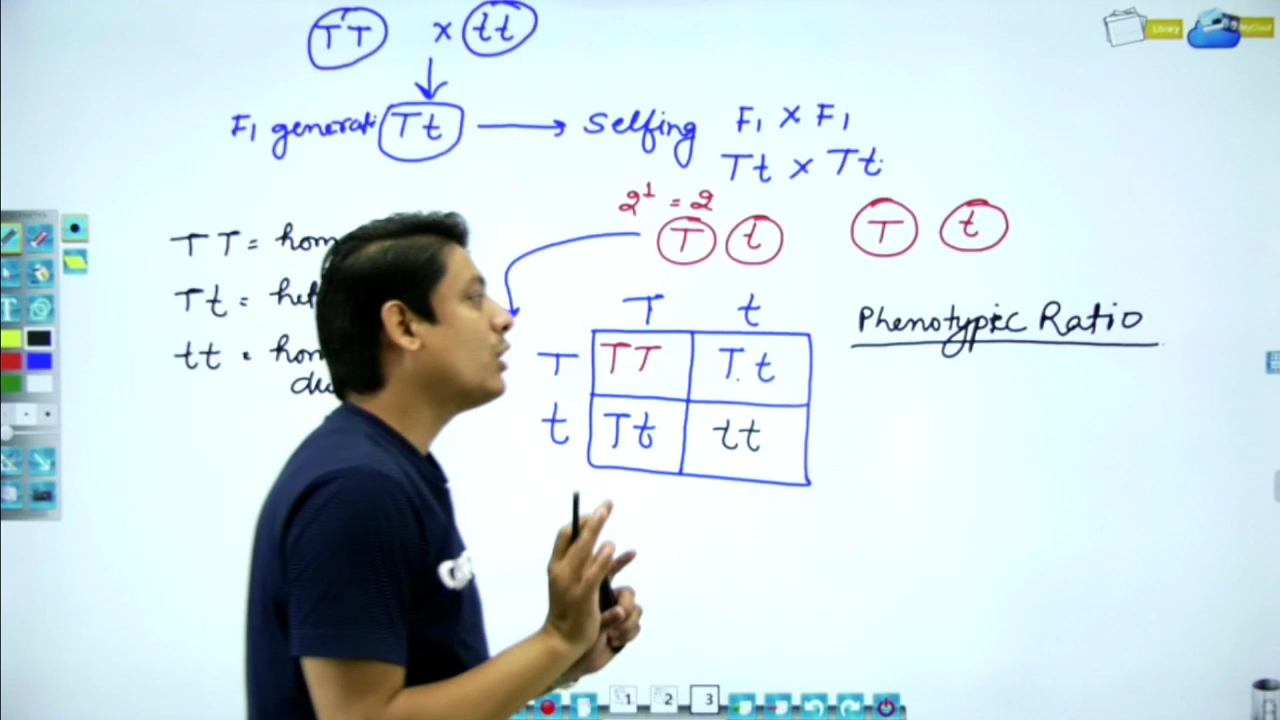 TT × tt
F1 generati Tt → Selfing F1 × F1
Tt × Tt
2¹ = 2
T t T t
TT = hom
Tt = het
tt = hom
T t
T TT T.t
t Tt tt
Phenotypic Ratio
Library
MyCloud
1 2 3